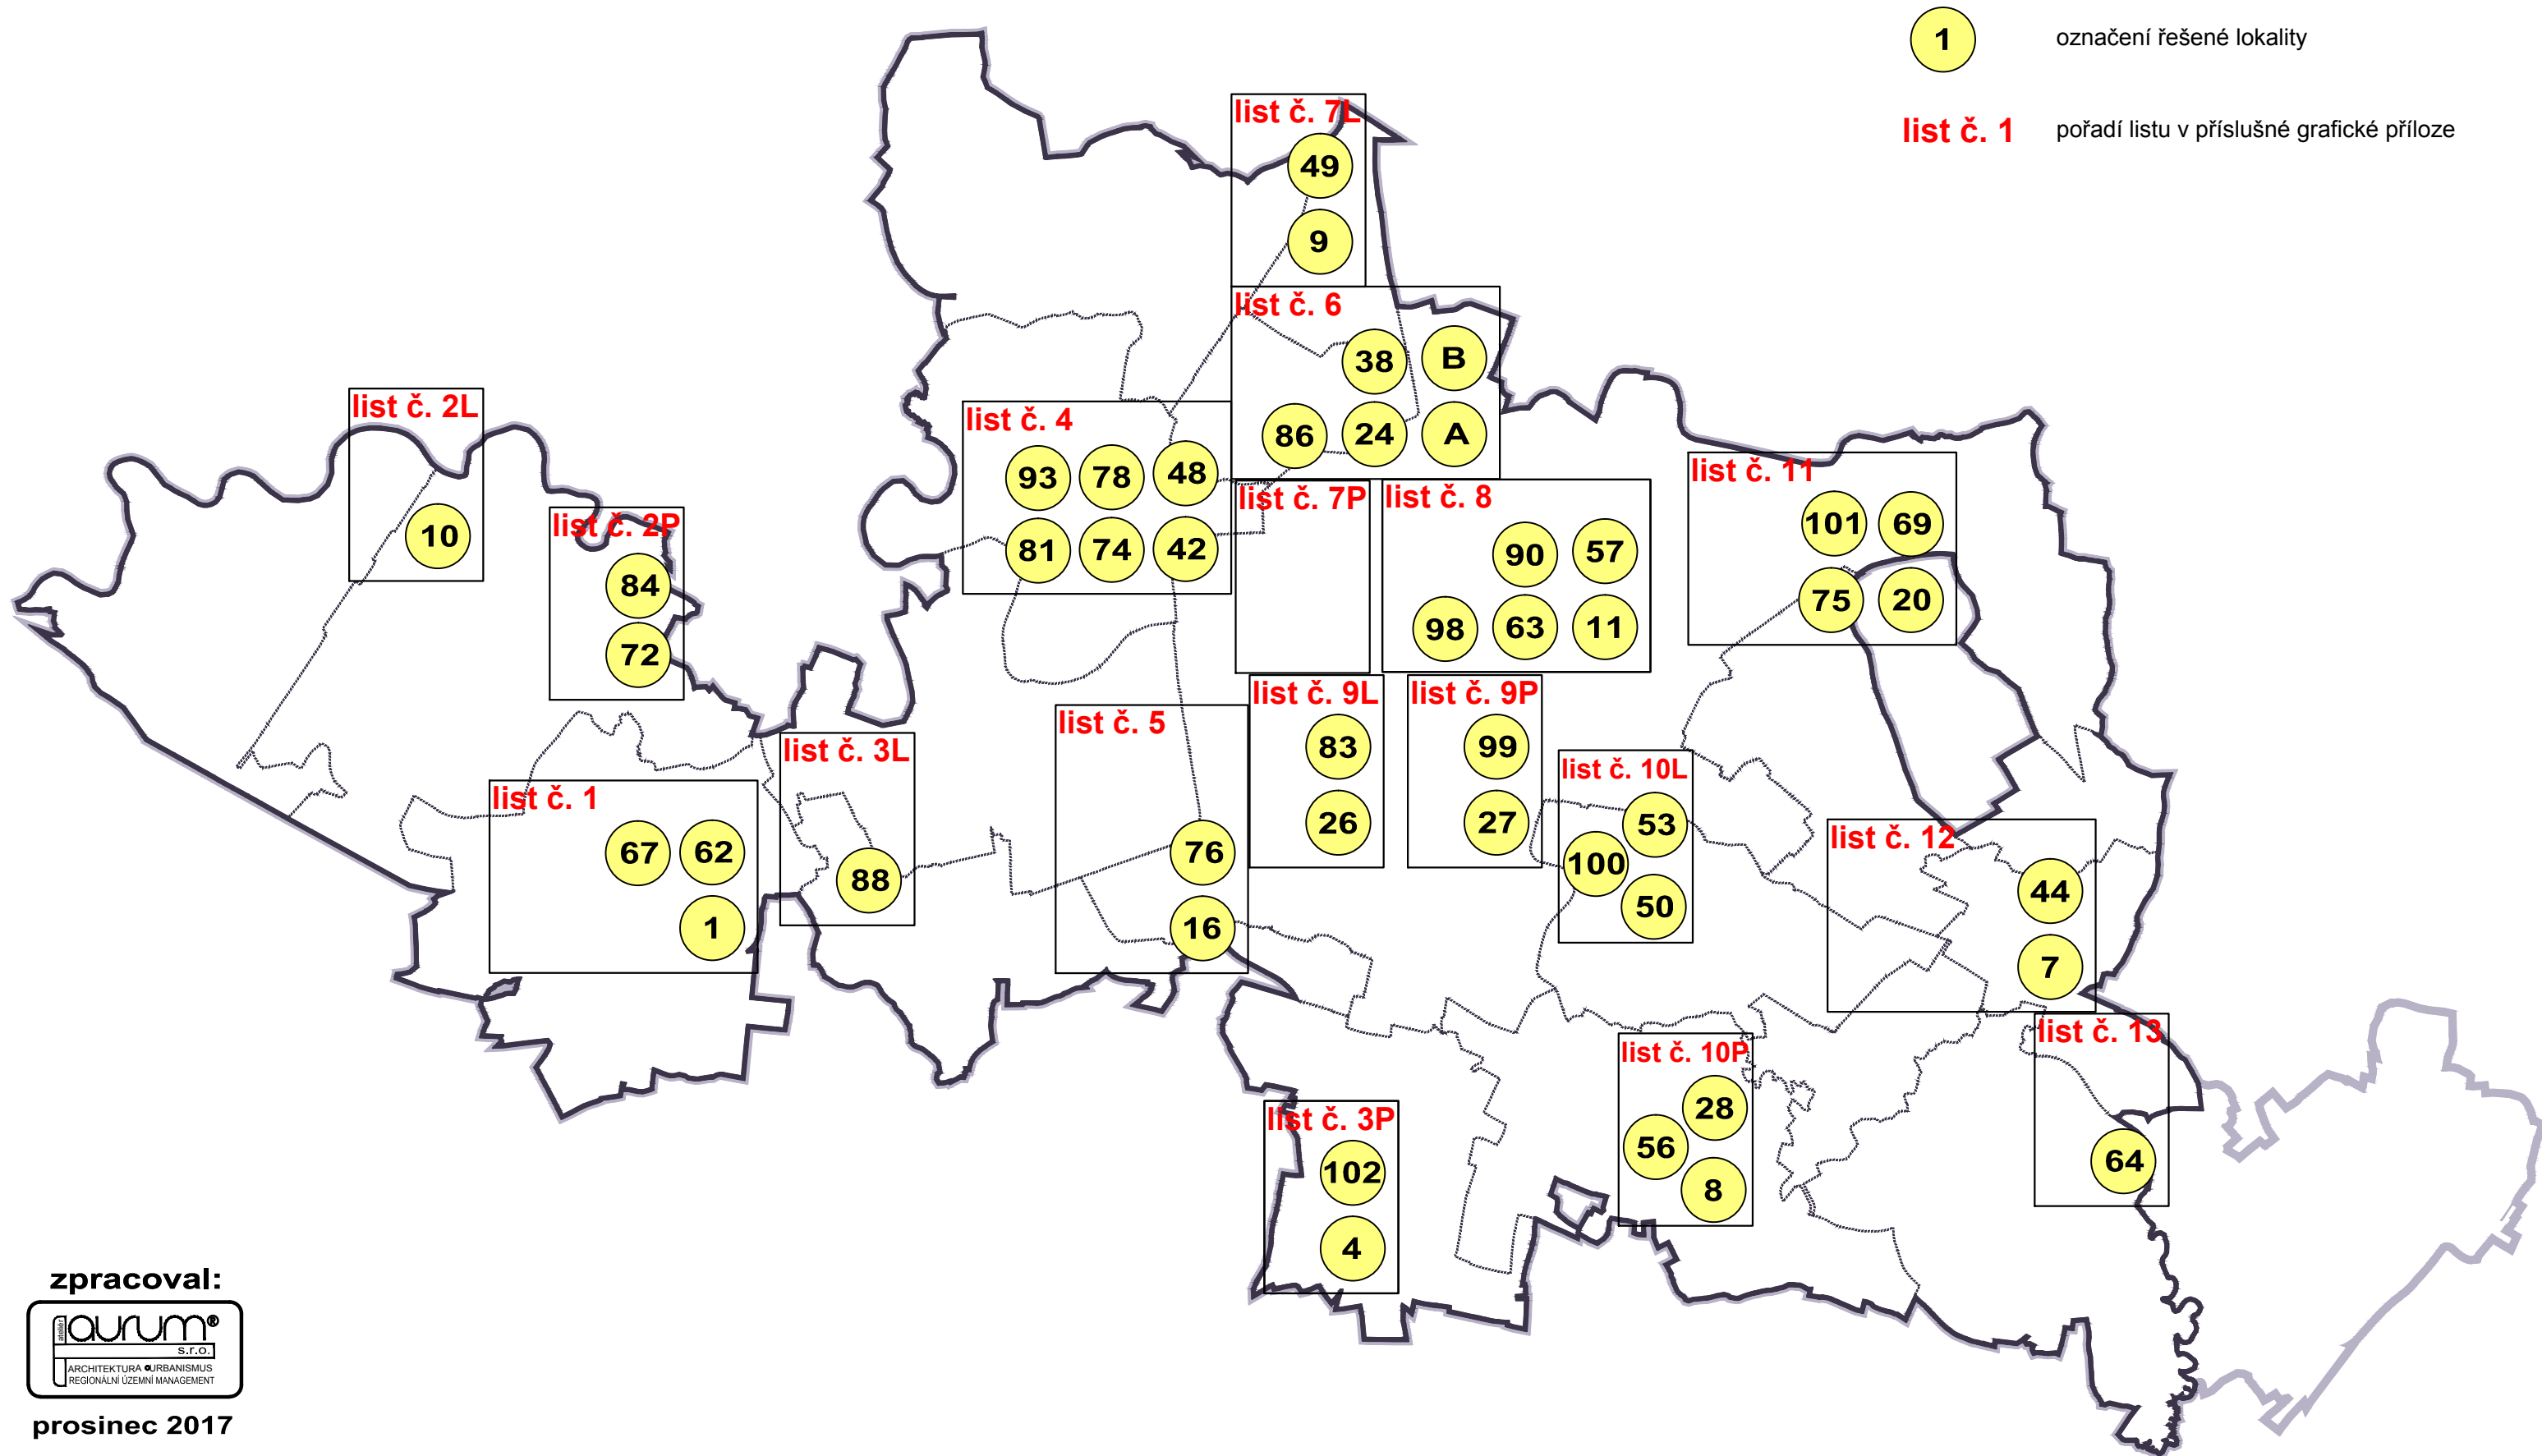 1 označení řešené lokality
list č. 1 pořadí listu v příslušné grafické příloze
list č. 7L
49
9
list č. 6
38 B
86 24 A
list č. 2L
10
list č. 2P
84
72
list č. 4
93 78 48
81 74 42
list č. 7P
list č. 8
90 57
98 63 11
list č. 11
101 69
75 20
list č. 1
67 62
1
list č. 3L
88
list č. 5
76
16
list č. 9L
83
26
list č. 9P
99
27
list č. 10L
53
100
50
list č. 12
44
7
list č. 13
64
list č. 10P
28
56
8
list č. 3P
102
4
zpracoval:
ateliér aurum®
s.r.o.
ARCHITEKTURA URBANISMUS
REGIONÁLNÍ ÚZEMNÍ MANAGEMENT
prosinec 2017